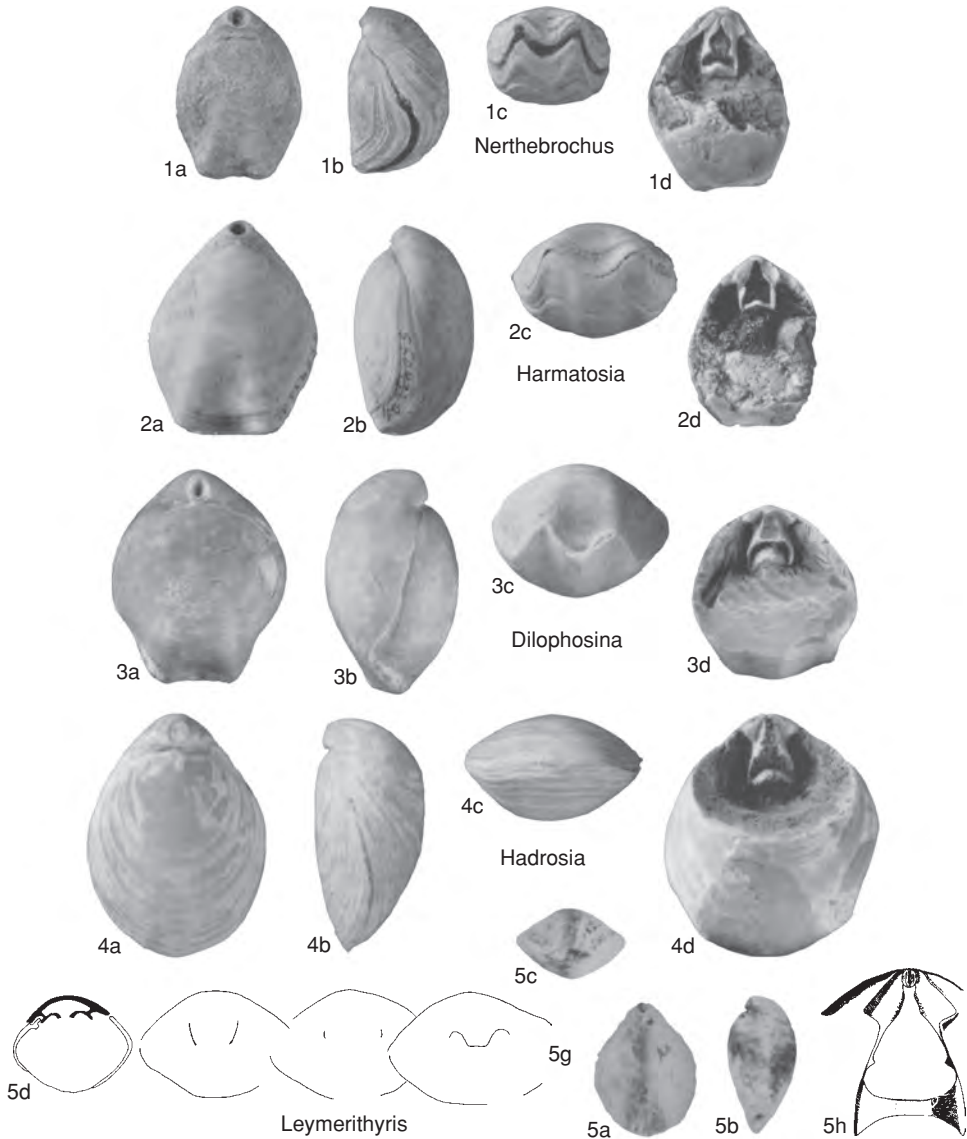 1a
1b
1c
1d
Nerthebrochus
2a
2b
2c
2d
Harmatosia
3a
3b
3c
3d
Dilophosina
4a
4b
4c
4d
Hadrosia
5c
5d
5g
5a
5b
5h
Leymerithyris